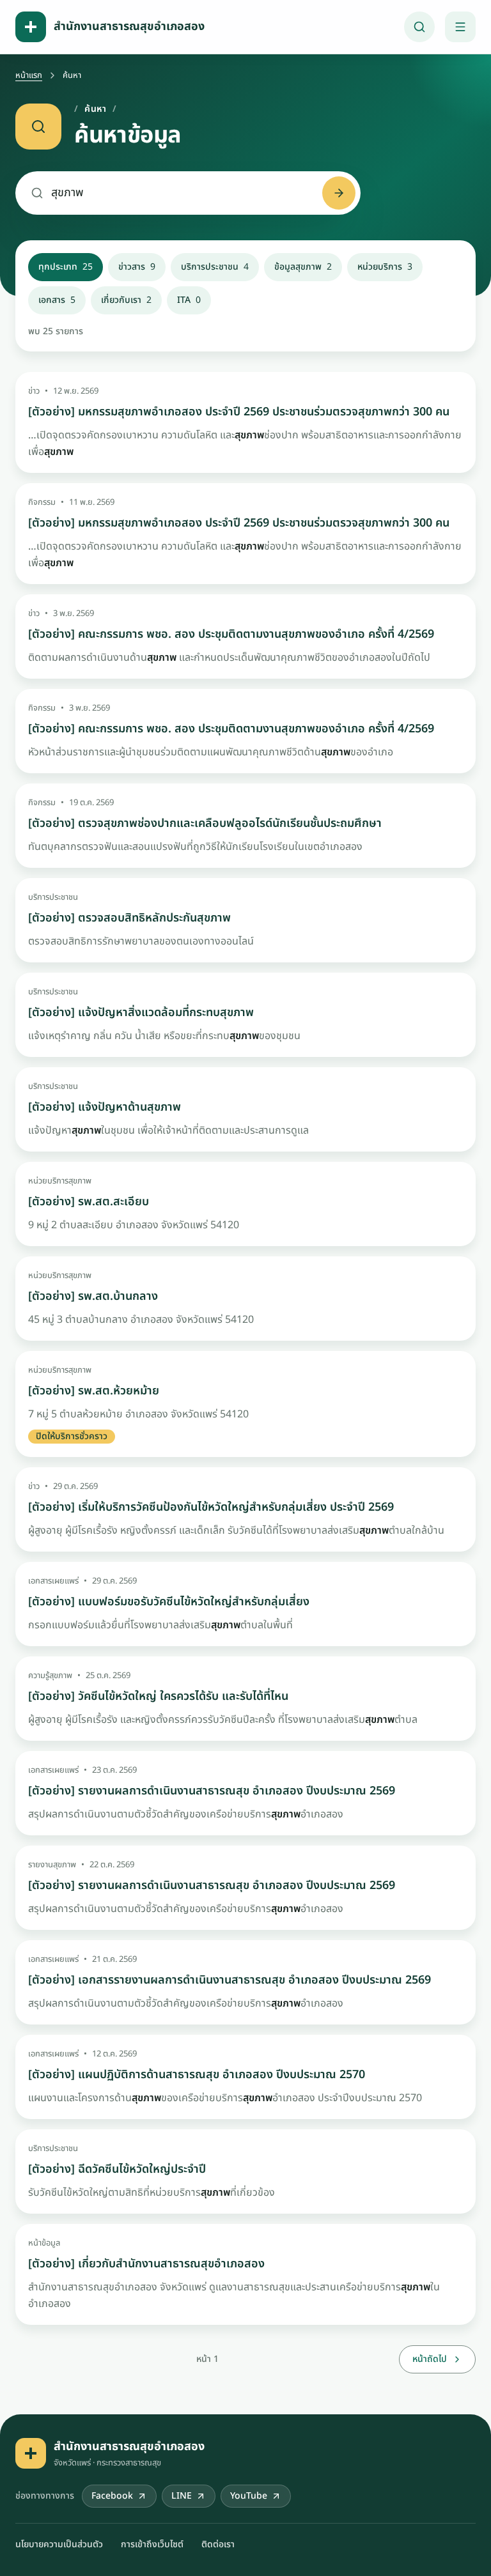 สำนักงานสาธารณสุขอำเภอสอง
หน้าแรก > ค้นหา
/ ค้นหา /
ค้นหาข้อมูล
สุขภาพ
ทุกประเภท 25 ข่าวสาร 9 บริการประชาชน 4 ข้อมูลสุขภาพ 2 หน่วยบริการ 3
เอกสาร 5 เกี่ยวกับเรา 2 ITA 0
พบ 25 รายการ
ข่าว • 12 พ.ย. 2569
[ตัวอย่าง] มหกรรมสุขภาพอำเภอสอง ประจำปี 2569 ประชาชนร่วมตรวจสุขภาพกว่า 300 คน
…เปิดจุดตรวจคัดกรองเบาหวาน ความดันโลหิต และสุขภาพช่องปาก พร้อมสาธิตอาหารและการออกกำลังกาย
เพื่อสุขภาพ
กิจกรรม • 11 พ.ย. 2569
[ตัวอย่าง] มหกรรมสุขภาพอำเภอสอง ประจำปี 2569 ประชาชนร่วมตรวจสุขภาพกว่า 300 คน
…เปิดจุดตรวจคัดกรองเบาหวาน ความดันโลหิต และสุขภาพช่องปาก พร้อมสาธิตอาหารและการออกกำลังกาย
เพื่อสุขภาพ
ข่าว • 3 พ.ย. 2569
[ตัวอย่าง] คณะกรรมการ พชอ. สอง ประชุมติดตามงานสุขภาพของอำเภอ ครั้งที่ 4/2569
ติดตามผลการดำเนินงานด้านสุขภาพ และกำหนดประเด็นพัฒนาคุณภาพชีวิตของอำเภอสองในปีถัดไป
กิจกรรม • 3 พ.ย. 2569
[ตัวอย่าง] คณะกรรมการ พชอ. สอง ประชุมติดตามงานสุขภาพของอำเภอ ครั้งที่ 4/2569
หัวหน้าส่วนราชการและผู้นำชุมชนร่วมติดตามแผนพัฒนาคุณภาพชีวิตด้านสุขภาพของอำเภอ
กิจกรรม • 19 ต.ค. 2569
[ตัวอย่าง] ตรวจสุขภาพช่องปากและเคลือบฟลูออไรด์นักเรียนชั้นประถมศึกษา
ทันตบุคลากรตรวจฟันและสอนแปรงฟันที่ถูกวิธีให้นักเรียนโรงเรียนในเขตอำเภอสอง
บริการประชาชน
[ตัวอย่าง] ตรวจสอบสิทธิหลักประกันสุขภาพ
ตรวจสอบสิทธิการรักษาพยาบาลของตนเองทางออนไลน์
บริการประชาชน
[ตัวอย่าง] แจ้งปัญหาสิ่งแวดล้อมที่กระทบสุขภาพ
แจ้งเหตุรำคาญ กลิ่น ควัน น้ำเสีย หรือขยะที่กระทบสุขภาพของชุมชน
บริการประชาชน
[ตัวอย่าง] แจ้งปัญหาด้านสุขภาพ
แจ้งปัญหาสุขภาพในชุมชน เพื่อให้เจ้าหน้าที่ติดตามและประสานการดูแล
หน่วยบริการสุขภาพ
[ตัวอย่าง] รพ.สต.สะเอียบ
9 หมู่ 2 ตำบลสะเอียบ อำเภอสอง จังหวัดแพร่ 54120
หน่วยบริการสุขภาพ
[ตัวอย่าง] รพ.สต.บ้านกลาง
45 หมู่ 3 ตำบลบ้านกลาง อำเภอสอง จังหวัดแพร่ 54120
หน่วยบริการสุขภาพ
[ตัวอย่าง] รพ.สต.ห้วยหม้าย
7 หมู่ 5 ตำบลห้วยหม้าย อำเภอสอง จังหวัดแพร่ 54120
ปิดให้บริการชั่วคราว
ข่าว • 29 ต.ค. 2569
[ตัวอย่าง] เริ่มให้บริการวัคซีนป้องกันไข้หวัดใหญ่สำหรับกลุ่มเสี่ยง ประจำปี 2569
ผู้สูงอายุ ผู้มีโรคเรื้อรัง หญิงตั้งครรภ์ และเด็กเล็ก รับวัคซีนได้ที่โรงพยาบาลส่งเสริมสุขภาพตำบลใกล้บ้าน
เอกสารเผยแพร่ • 29 ต.ค. 2569
[ตัวอย่าง] แบบฟอร์มขอรับวัคซีนไข้หวัดใหญ่สำหรับกลุ่มเสี่ยง
กรอกแบบฟอร์มแล้วยื่นที่โรงพยาบาลส่งเสริมสุขภาพตำบลในพื้นที่
ความรู้สุขภาพ • 25 ต.ค. 2569
[ตัวอย่าง] วัคซีนไข้หวัดใหญ่ ใครควรได้รับ และรับได้ที่ไหน
ผู้สูงอายุ ผู้มีโรคเรื้อรัง และหญิงตั้งครรภ์ควรรับวัคซีนปีละครั้ง ที่โรงพยาบาลส่งเสริมสุขภาพตำบล
เอกสารเผยแพร่ • 23 ต.ค. 2569
[ตัวอย่าง] รายงานผลการดำเนินงานสาธารณสุข อำเภอสอง ปีงบประมาณ 2569
สรุปผลการดำเนินงานตามตัวชี้วัดสำคัญของเครือข่ายบริการสุขภาพอำเภอสอง
รายงานสุขภาพ • 22 ต.ค. 2569
[ตัวอย่าง] รายงานผลการดำเนินงานสาธารณสุข อำเภอสอง ปีงบประมาณ 2569
สรุปผลการดำเนินงานตามตัวชี้วัดสำคัญของเครือข่ายบริการสุขภาพอำเภอสอง
เอกสารเผยแพร่ • 21 ต.ค. 2569
[ตัวอย่าง] เอกสารรายงานผลการดำเนินงานสาธารณสุข อำเภอสอง ปีงบประมาณ 2569
สรุปผลการดำเนินงานตามตัวชี้วัดสำคัญของเครือข่ายบริการสุขภาพอำเภอสอง
เอกสารเผยแพร่ • 12 ต.ค. 2569
[ตัวอย่าง] แผนปฏิบัติการด้านสาธารณสุข อำเภอสอง ปีงบประมาณ 2570
แผนงานและโครงการด้านสุขภาพของเครือข่ายบริการสุขภาพอำเภอสอง ประจำปีงบประมาณ 2570
บริการประชาชน
[ตัวอย่าง] ฉีดวัคซีนไข้หวัดใหญ่ประจำปี
รับวัคซีนไข้หวัดใหญ่ตามสิทธิที่หน่วยบริการสุขภาพที่เกี่ยวข้อง
หน้าข้อมูล
[ตัวอย่าง] เกี่ยวกับสำนักงานสาธารณสุขอำเภอสอง
สำนักงานสาธารณสุขอำเภอสอง จังหวัดแพร่ ดูแลงานสาธารณสุขและประสานเครือข่ายบริการสุขภาพใน
อำเภอสอง
หน้า 1
หน้าถัดไป
สำนักงานสาธารณสุขอำเภอสอง
จังหวัดแพร่ · กระทรวงสาธารณสุข
ช่องทางทางการ Facebook LINE YouTube
นโยบายความเป็นส่วนตัว การเข้าถึงเว็บไซต์ ติดต่อเรา